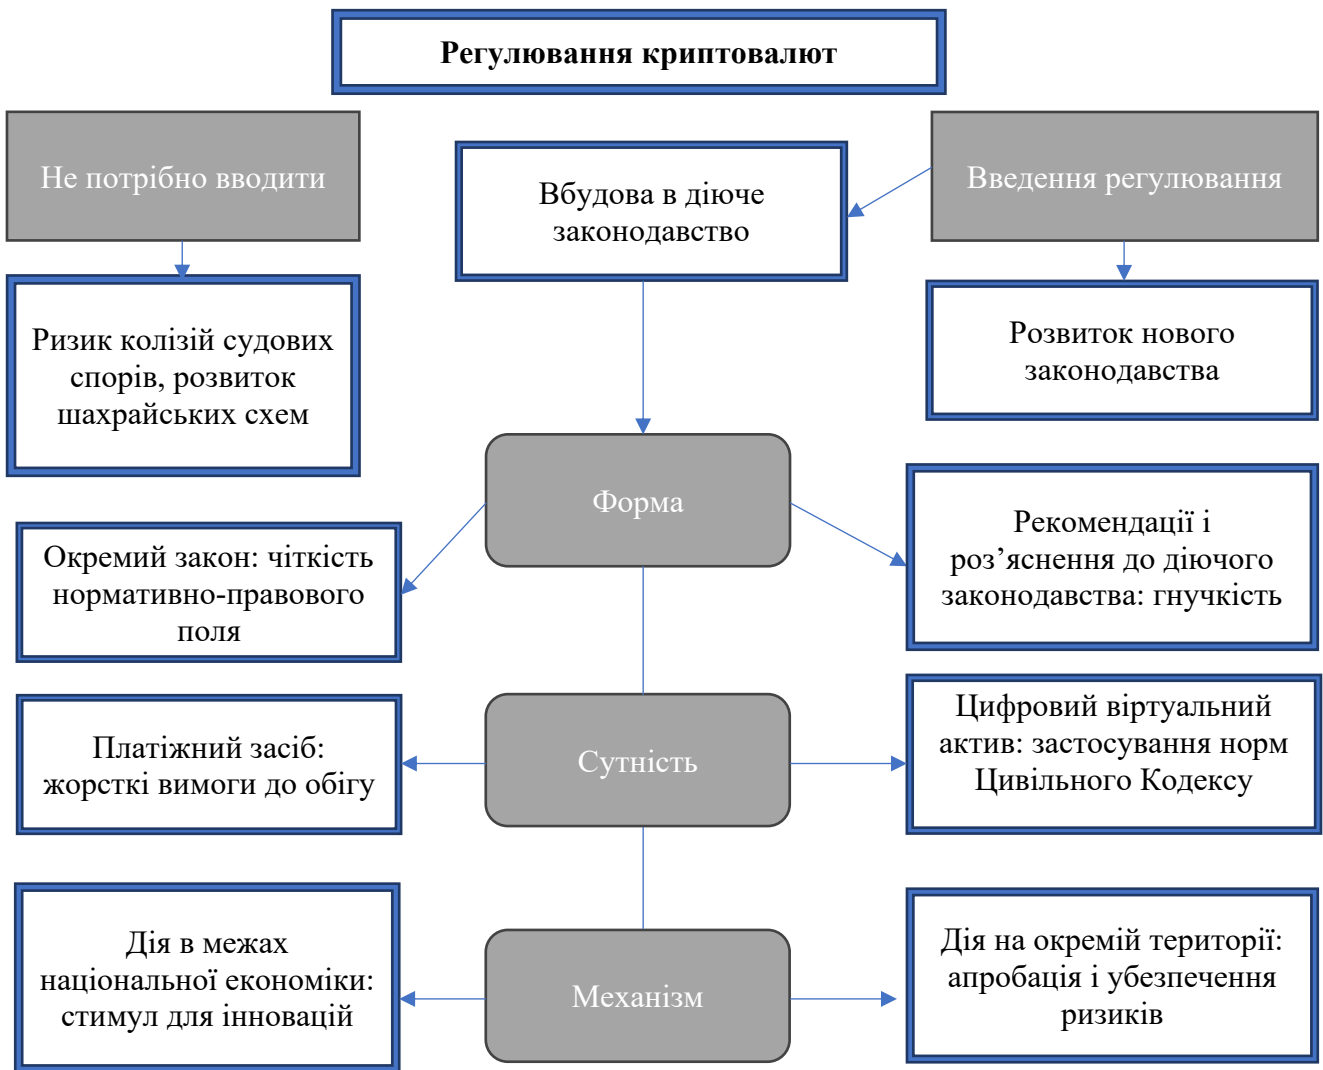 Регулювання криптовалют
Не потрібно вводити
Вбудова в діюче
законодавство
Введення регулювання
Ризик колізій судових
спорів, розвиток
шахрайських схем
Розвиток нового
законодавства
Форма
Окремий закон: чіткість
нормативно-правового
поля
Рекомендації і
роз’яснення до діючого
законодавства: гнучкість
Платіжний засіб:
жорсткі вимоги до обігу
Сутність
Цифровий віртуальний
актив: застосування норм
Цивільного Кодексу
Дія в межах
національної економіки:
стимул для інновацій
Механізм
Дія на окремій території:
апробація і убезпечення
ризиків